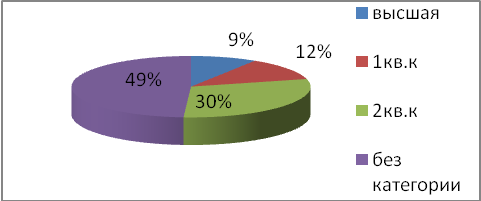 9%
12%
30%
49%
высшая
1кв.к
2кв.к
без
категории